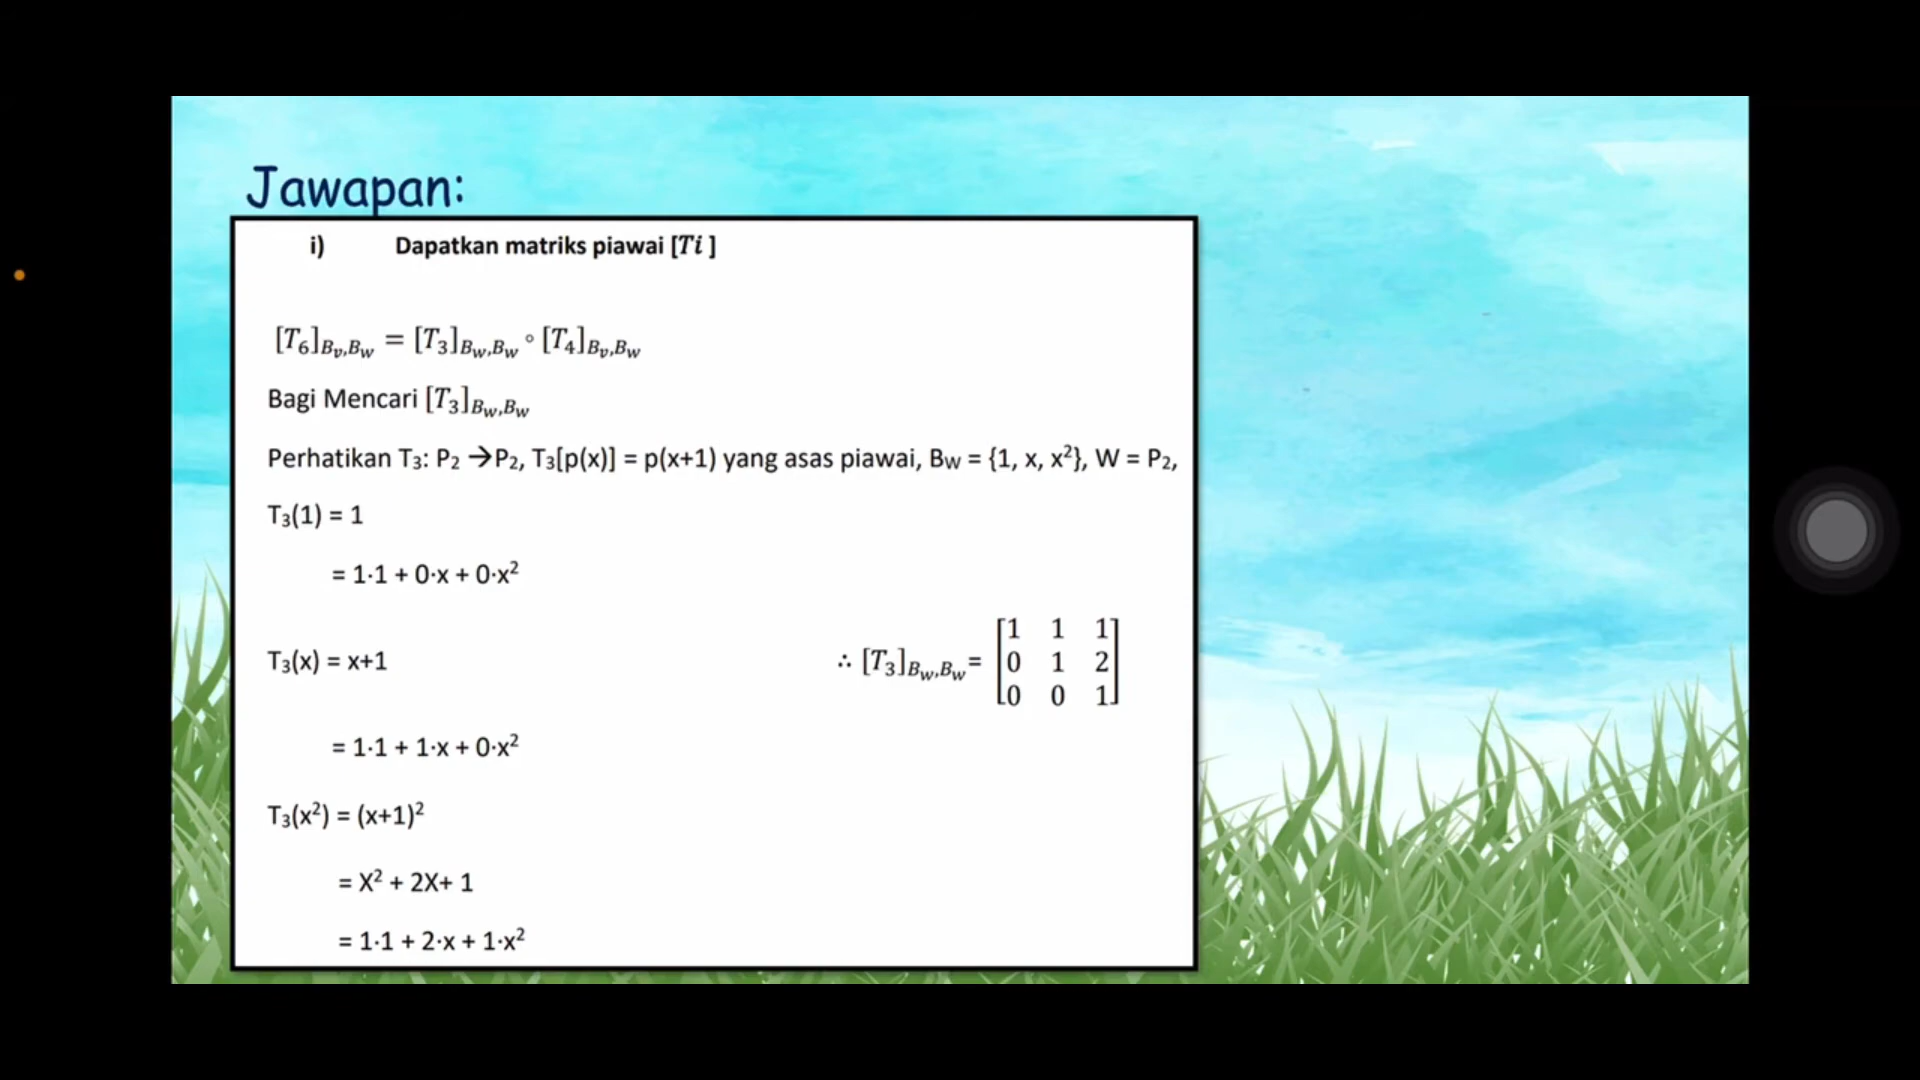 Jawapan:
i) Dapatkan matriks piawai [Ti ]
[T₆]Bᵥ,B𝑤 = [T₃]B𝑤,B𝑤 ∘ [T₄]Bᵥ,B𝑤
Bagi Mencari [T₃]B𝑤,B𝑤
Perhatikan T₃: P₂ →P₂, T₃[p(x)] = p(x+1) yang asas piawai, Bw = {1, x, x²}, W = P₂,
T₃(1) = 1
= 1·1 + 0·x + 0·x²
T₃(x) = x+1
∴ [T₃]B𝑤,B𝑤 = [1 1 1
0 1 2
0 0 1]
= 1·1 + 1·x + 0·x²
T₃(x²) = (x+1)²
= X² + 2X+ 1
= 1·1 + 2·x + 1·x²